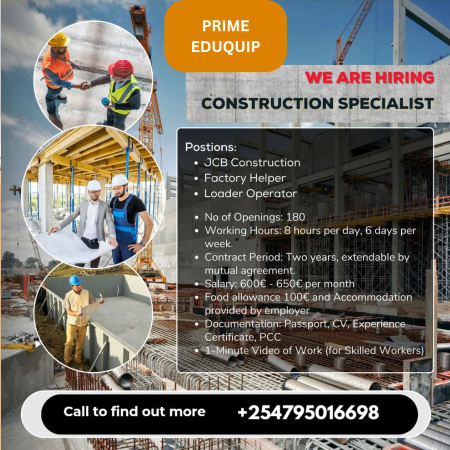 PRIME
EDUQUIP
WE ARE HIRING
CONSTRUCTION SPECIALIST
Postions:
• JCB Construction
• Factory Helper
• Loader Operator
• No of Openings: 180
• Working Hours: 8 hours per day, 6 days per
week.
• Contract Period: Two years, extendable by
mutual agreement.
• Salary: 600€ - 650€ per month
• Food allowance 100€ and Accommodation
provided by employer
• Documentation: Passport, CV, Experience
Certificate, PCC
• 1-Minute Video of Work (for Skilled Workers)
Call to find out more
+254795016698